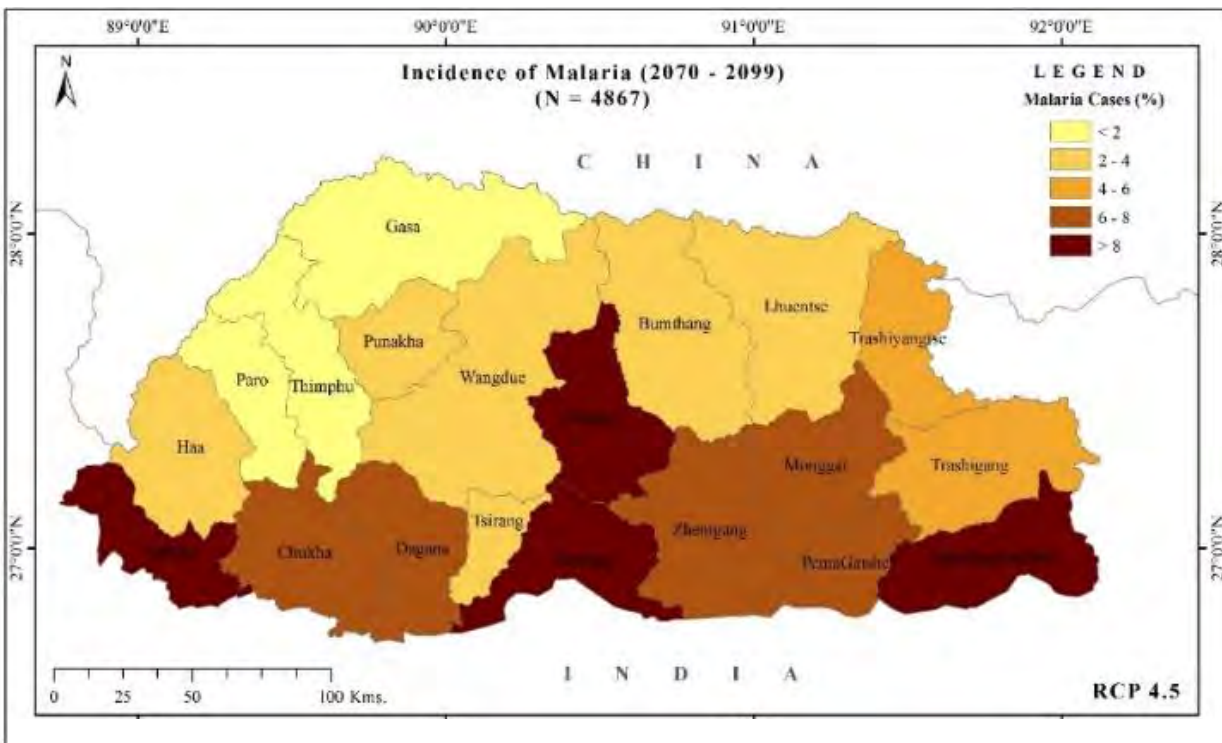 89°0'0"E 90°0'0"E 91°0'0"E 92°0'0"E
N
Incidence of Malaria (2070 - 2099)
(N = 4867)
LEGEND
Malaria Cases (%)
< 2
2 - 4
4 - 6
6 - 8
> 8
CHINA
28°0'0"N 28°0'0"N
Gasa
Lhuentse
Bumthang
Trashiyangtse
Punakha
Wangdue
Paro
Thimphu
Haa
Monggar
Trashigang
Tsirang
Zhemgang
27°0'0"N 27°0'0"N
Chukha
Dagana
INDIA
0 25 50 100 Kms.
RCP 4.5